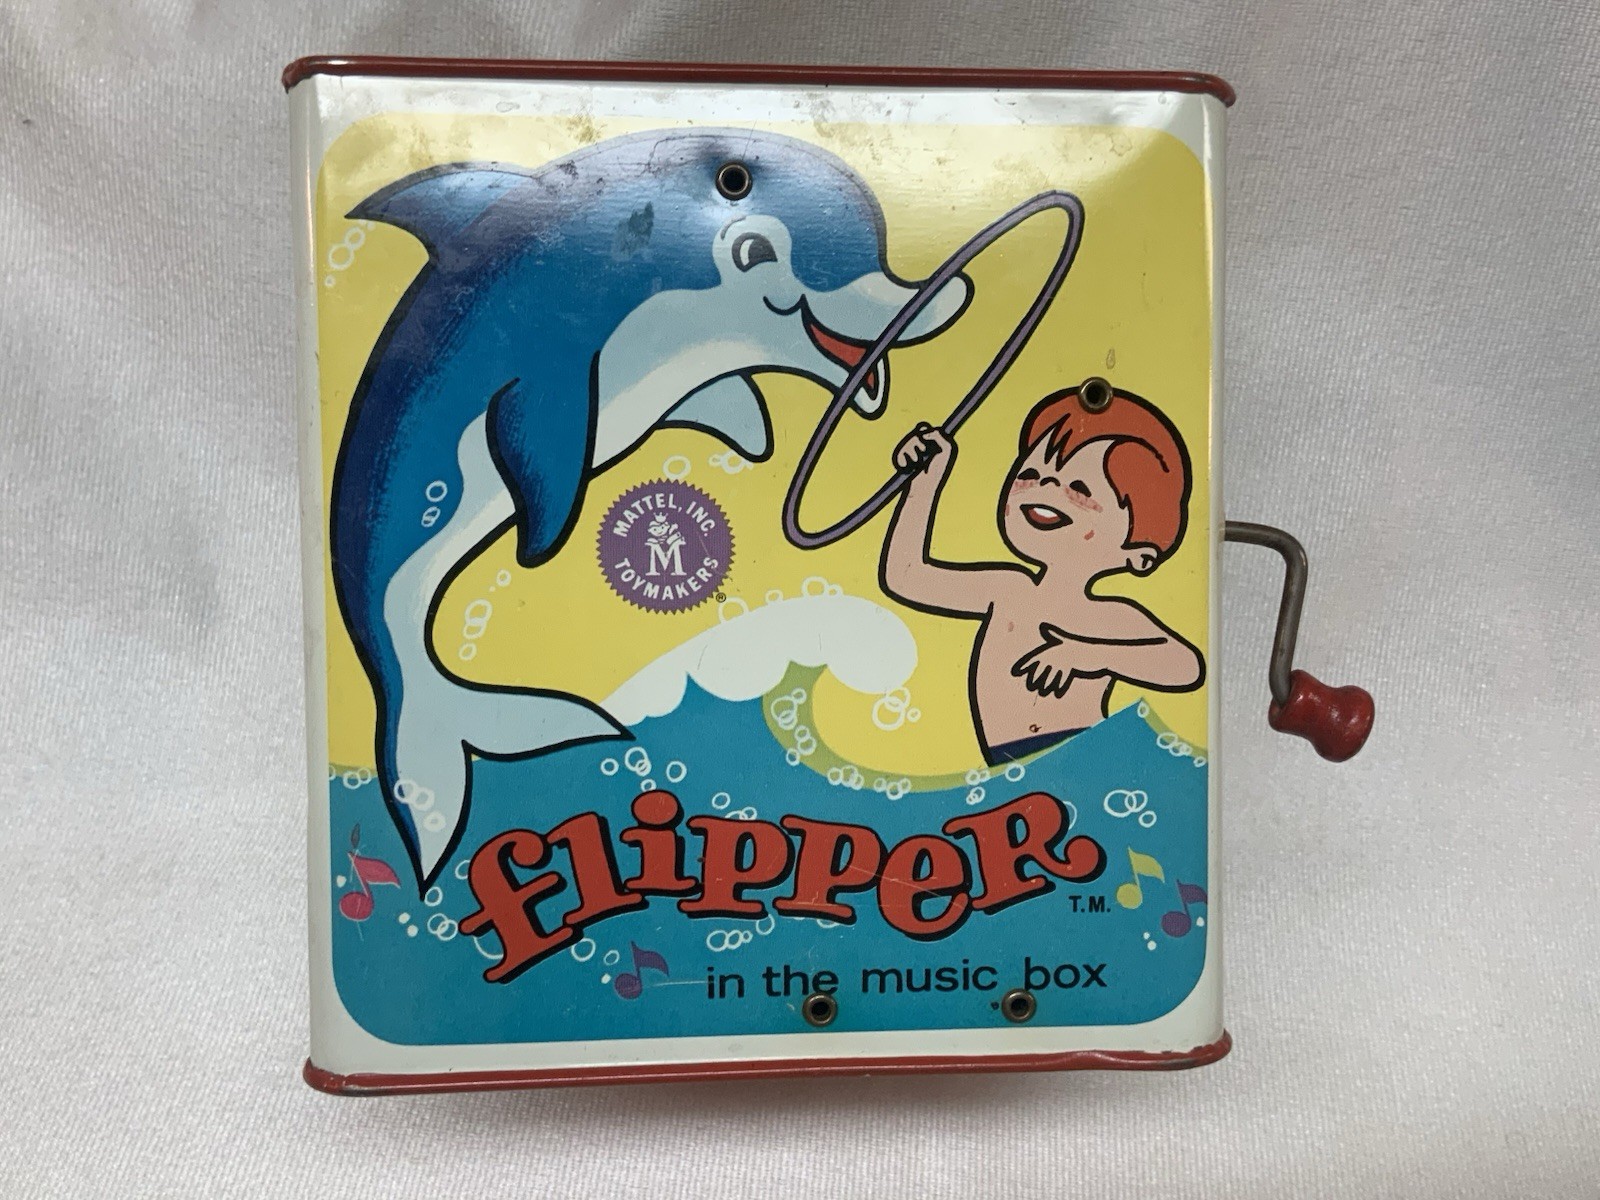 MATTEL, INC.
M
TOYMAKERS
®
flippeR
T.M.
in the music box